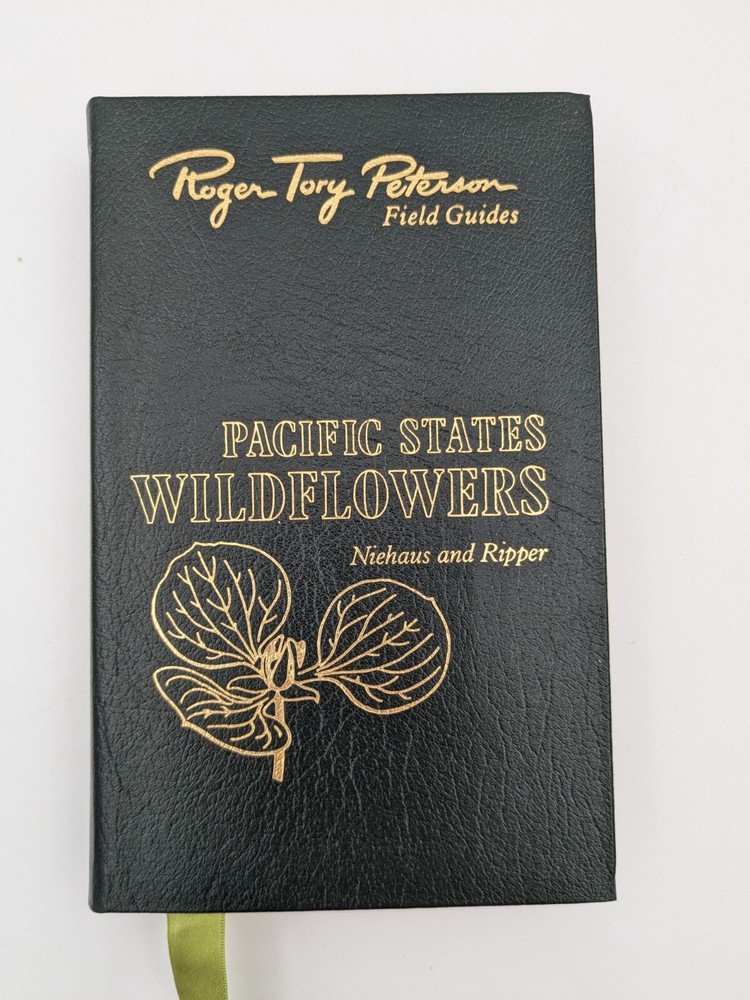 Roger Tory Peterson
Field Guides
PACIFIC STATES
WILDFLOWERS
Niehaus and Ripper